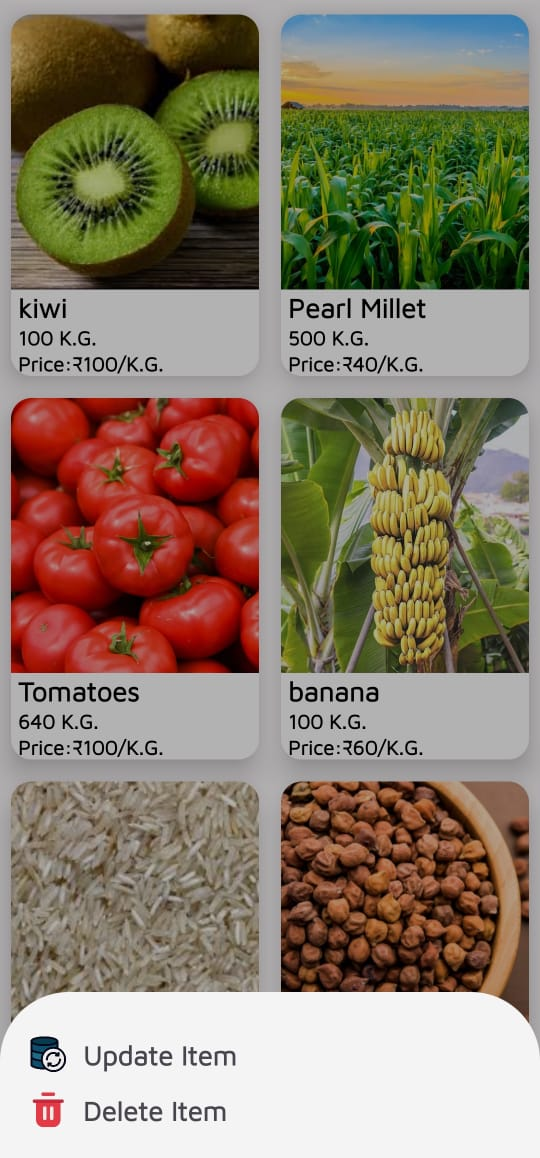 kiwi
100 K.G.
Price:₹100/K.G.
Pearl Millet
500 K.G.
Price:₹40/K.G.
Tomatoes
640 K.G.
Price:₹100/K.G.
banana
100 K.G.
Price:₹60/K.G.
Update Item
Delete Item